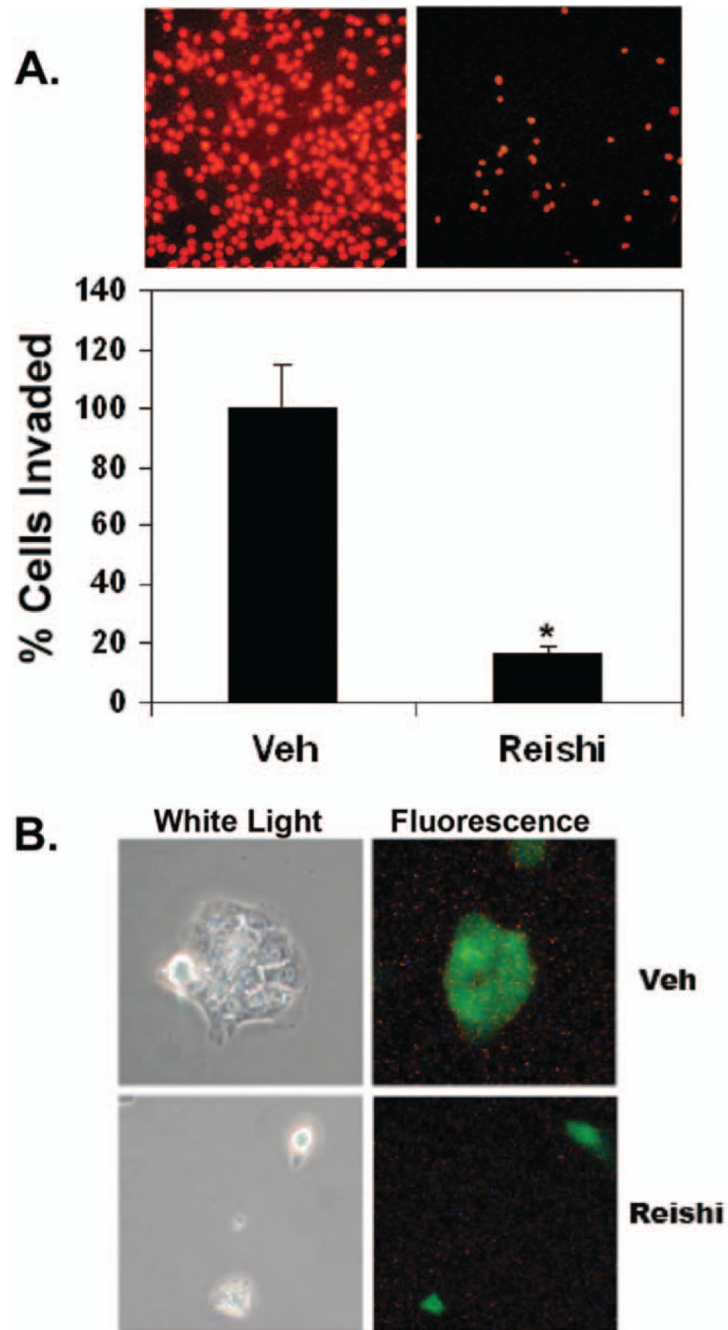 A.
% Cells Invaded
140
120
100
80
60
40
20
0
*
Veh Reishi
B.
White Light Fluorescence
Veh
Reishi